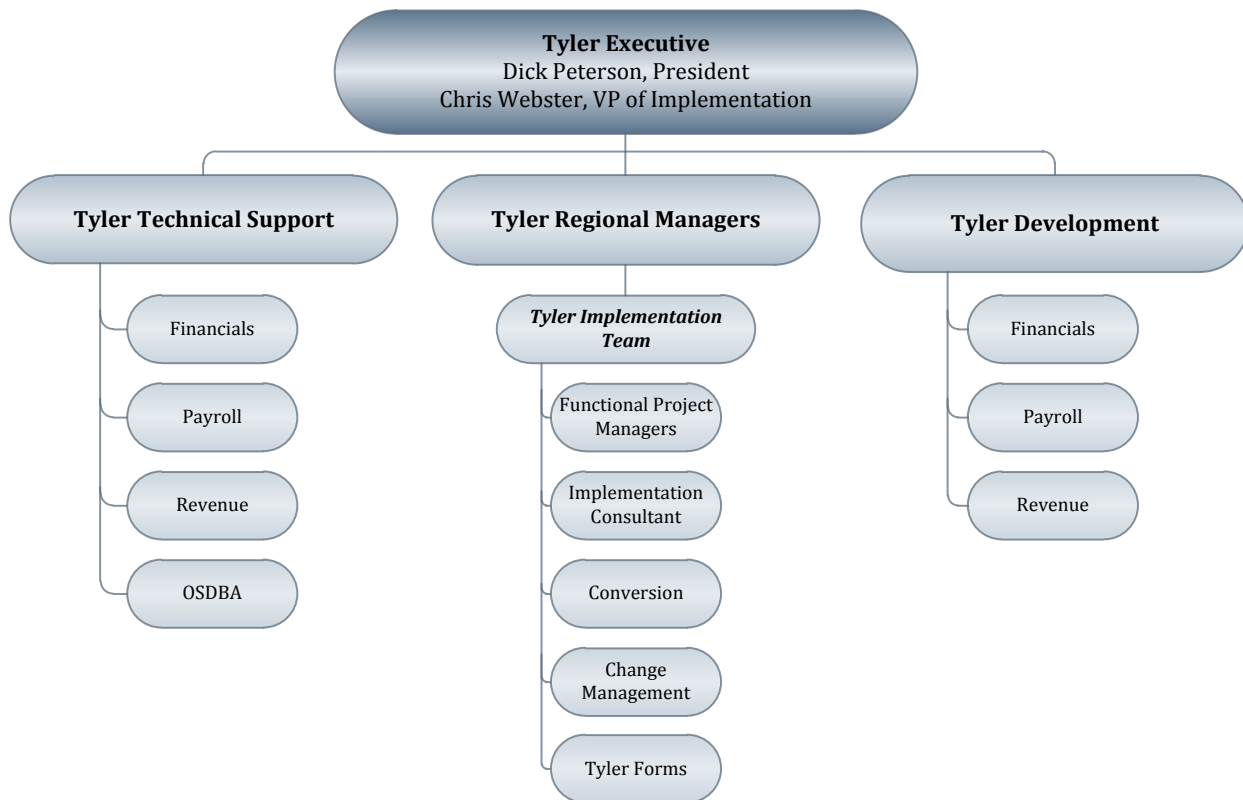 Tyler Executive
Dick Peterson, President
Chris Webster, VP of Implementation
Tyler Technical Support
Tyler Regional Managers
Tyler Development
Financials
Payroll
Revenue
OSDBA
Tyler Implementation
Team
Functional Project
Managers
Implementation
Consultant
Conversion
Change
Management
Tyler Forms
Financials
Payroll
Revenue